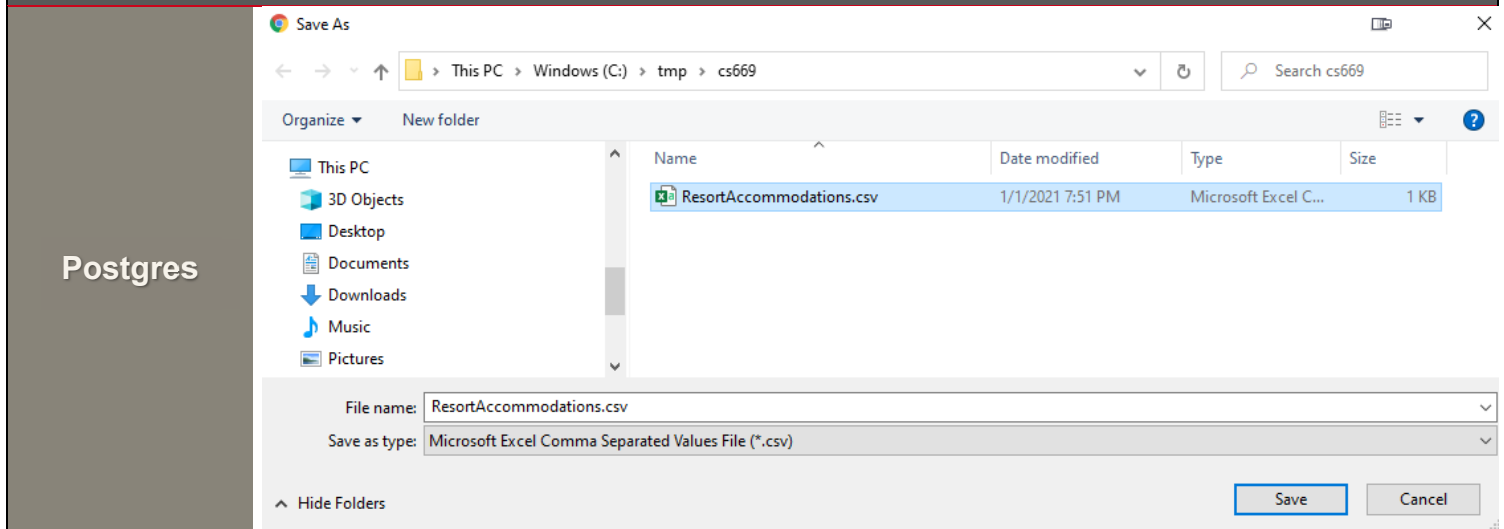 Save As
This PC > Windows (C:) > tmp > cs669
Search cs669
Organize
New folder
This PC
3D Objects
Desktop
Documents
Downloads
Music
Pictures
Name Date modified Type Size
ResortAccommodations.csv 1/1/2021 7:51 PM Microsoft Excel C... 1 KB
Postgres
File name: ResortAccommodations.csv
Save as type: Microsoft Excel Comma Separated Values File (*.csv)
Hide Folders
Save
Cancel